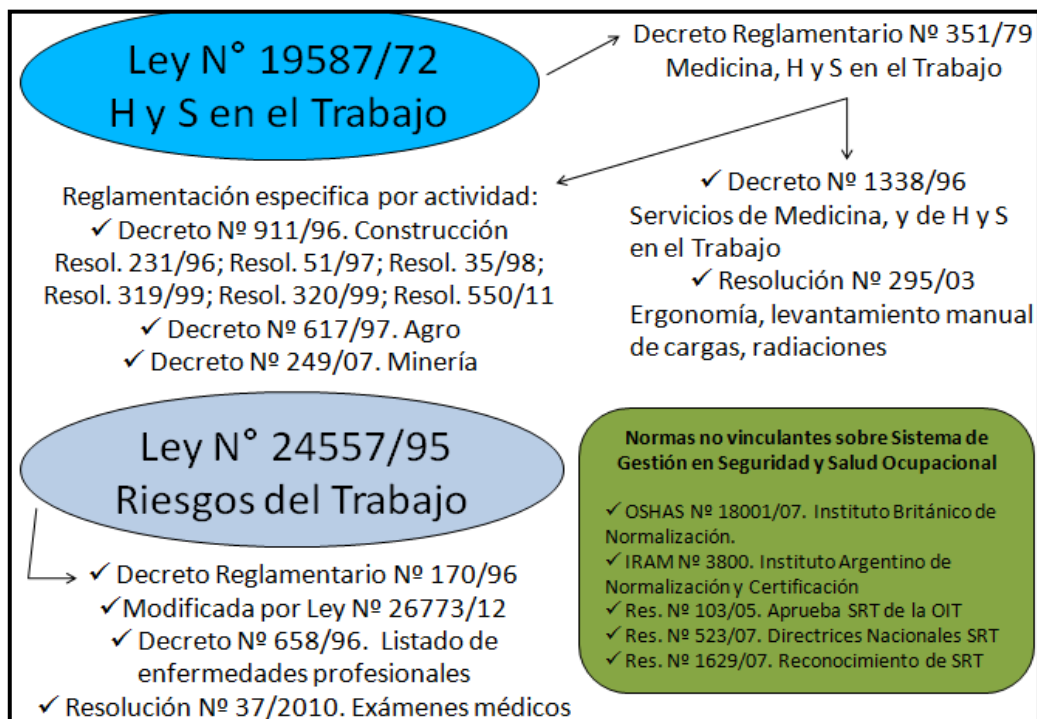 Ley N° 19587/72
H y S en el Trabajo
Decreto Reglamentario Nº 351/79
Medicina, H y S en el Trabajo
Reglamentación especifica por actividad:
✓ Decreto Nº 911/96. Construcción
Resol. 231/96; Resol. 51/97; Resol. 35/98;
Resol. 319/99; Resol. 320/99; Resol. 550/11
✓ Decreto Nº 617/97. Agro
✓ Decreto Nº 249/07. Minería
✓ Decreto Nº 1338/96
Servicios de Medicina, y de H y S
en el Trabajo
✓ Resolución Nº 295/03
Ergonomía, levantamiento manual
de cargas, radiaciones
Ley N° 24557/95
Riesgos del Trabajo
✓ Decreto Reglamentario Nº 170/96
✓Modificada por Ley Nº 26773/12
✓ Decreto Nº 658/96. Listado de
enfermedades profesionales
✓ Resolución Nº 37/2010. Exámenes médicos
Normas no vinculantes sobre Sistema de
Gestión en Seguridad y Salud Ocupacional
✓ OSHAS Nº 18001/07. Instituto Británico de
Normalización.
✓ IRAM Nº 3800. Instituto Argentino de
Normalización y Certificación
✓ Res. Nº 103/05. Aprueba SRT de la OIT
✓ Res. Nº 523/07. Directrices Nacionales SRT
✓ Res. Nº 1629/07. Reconocimiento de SRT